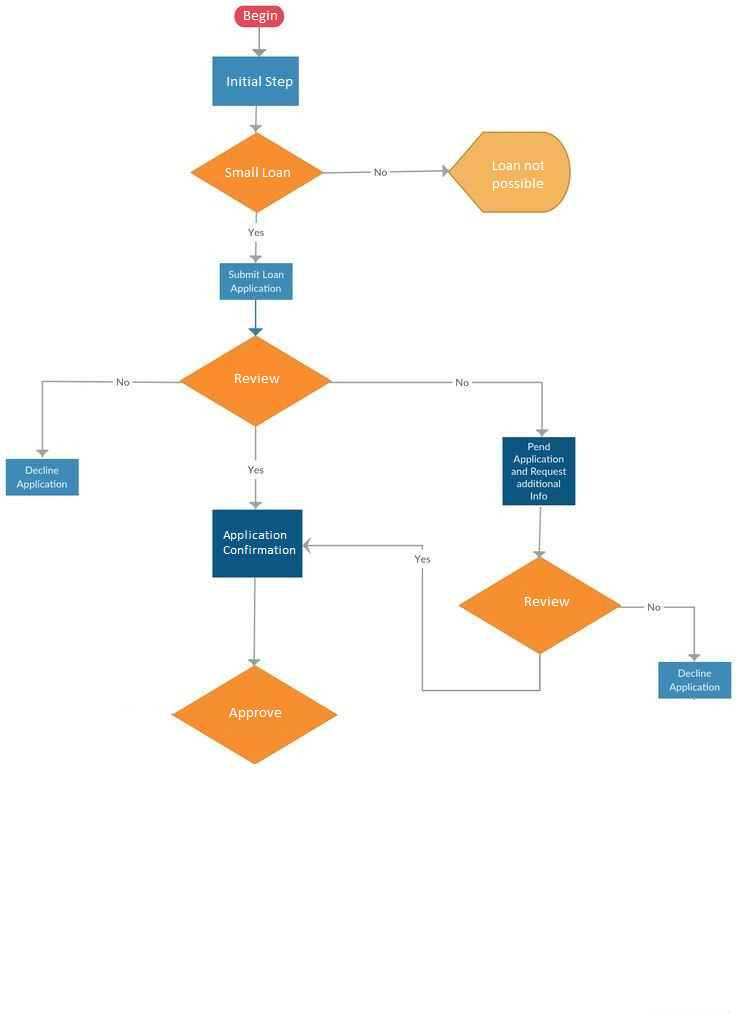 Begin
Initial Step
Small Loan
No
Loan not
possible
Yes
Submit Loan
Application
Review
No
No
Decline
Application
Yes
Pend
Application
and Request
additional
Info
Application
Confirmation
Yes
Review
No
Decline
Application
Approve